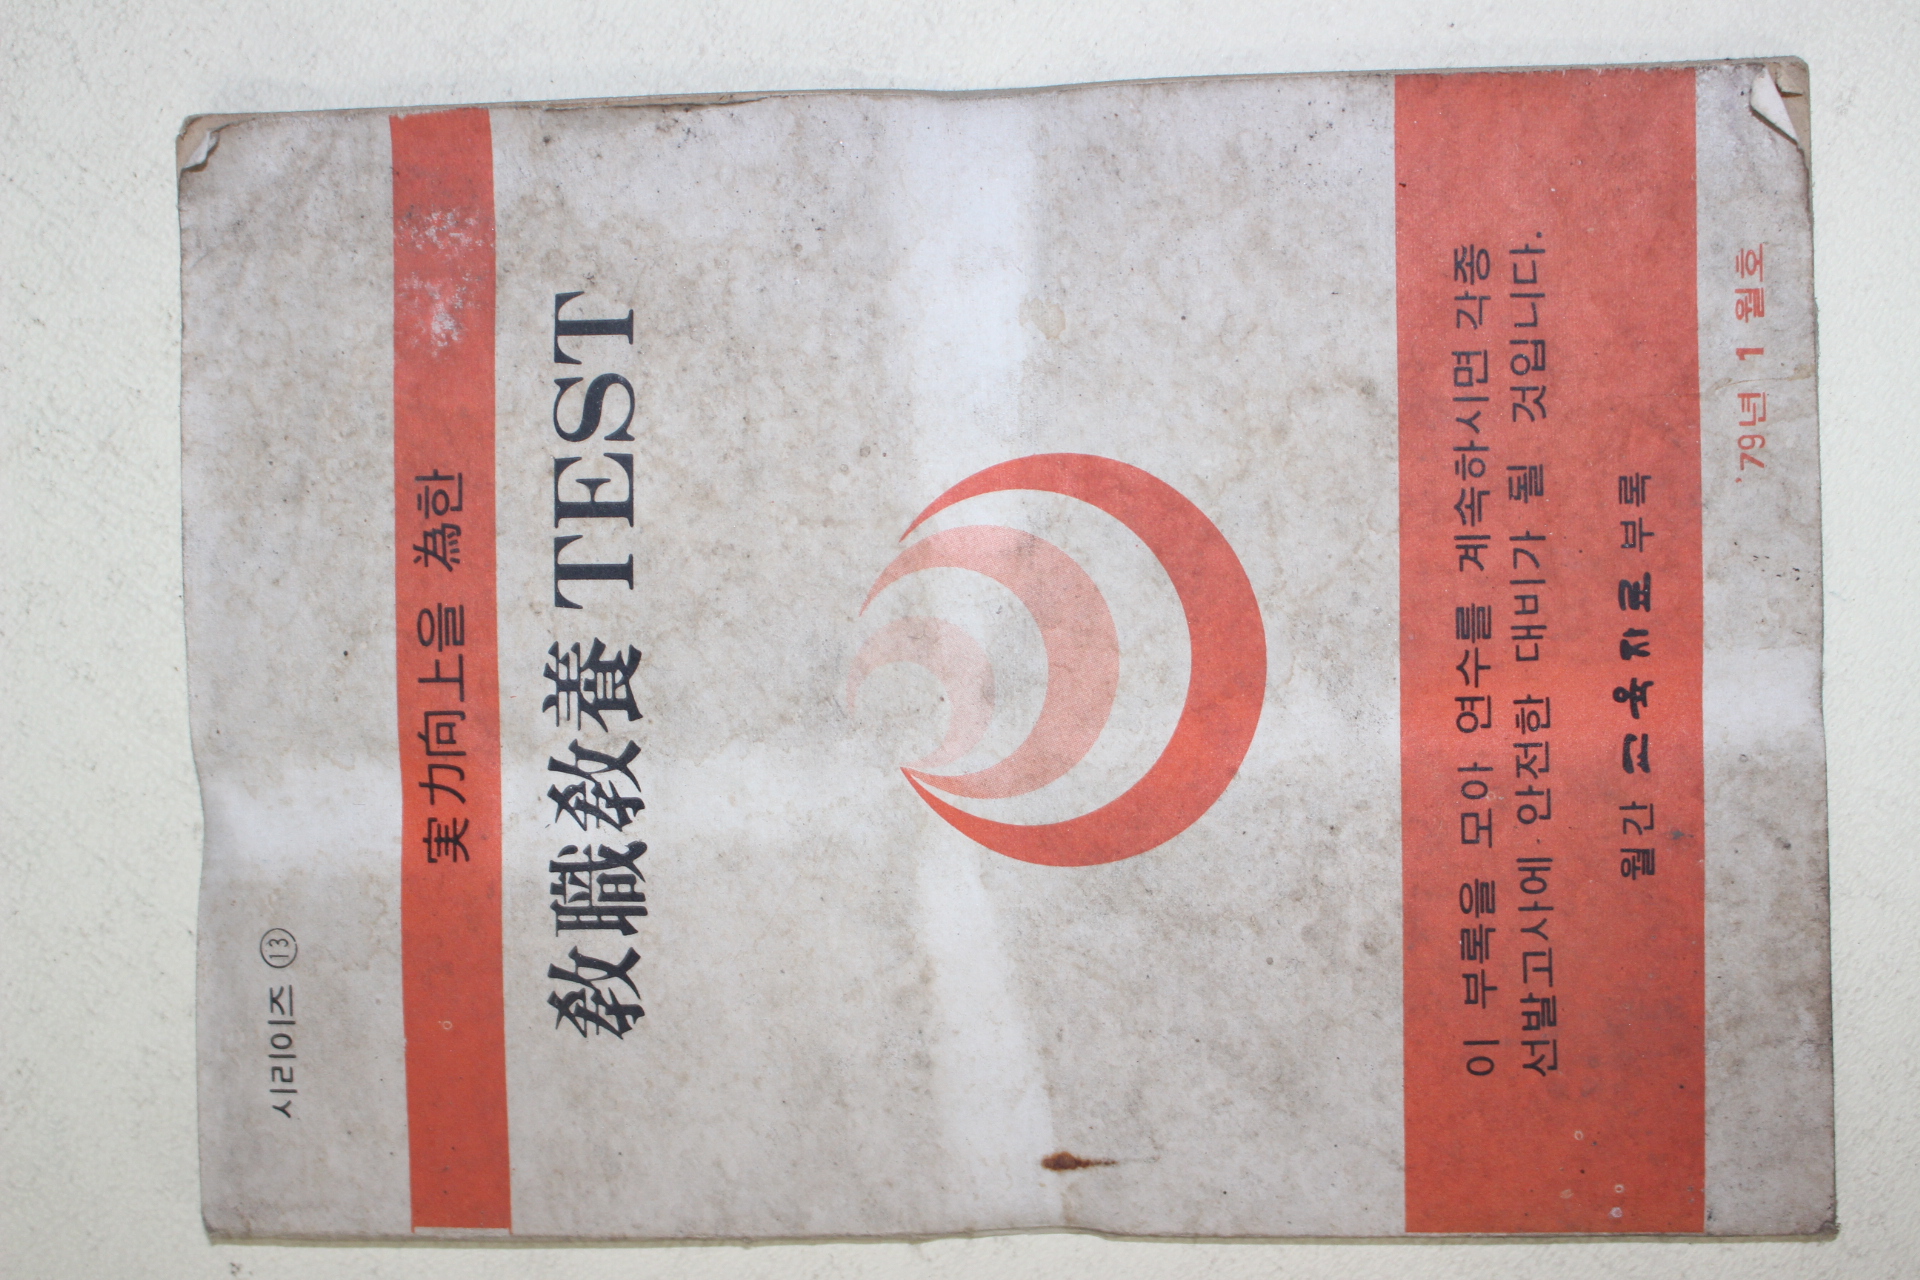 시리이즈 ⑬
実力向上을 為한
敎職敎養 TEST
이 부록을 모아 연수를 계속하시면 각종
선발고사에 안전한 대비가 될 것입니다.
월간 교육자료 부록
'79년 1 월호